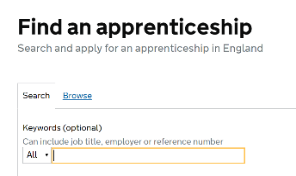 Find an apprenticeship
Search and apply for an apprenticeship in England
Search Browse
Keywords (optional)
Can include job title, employer or reference number
All